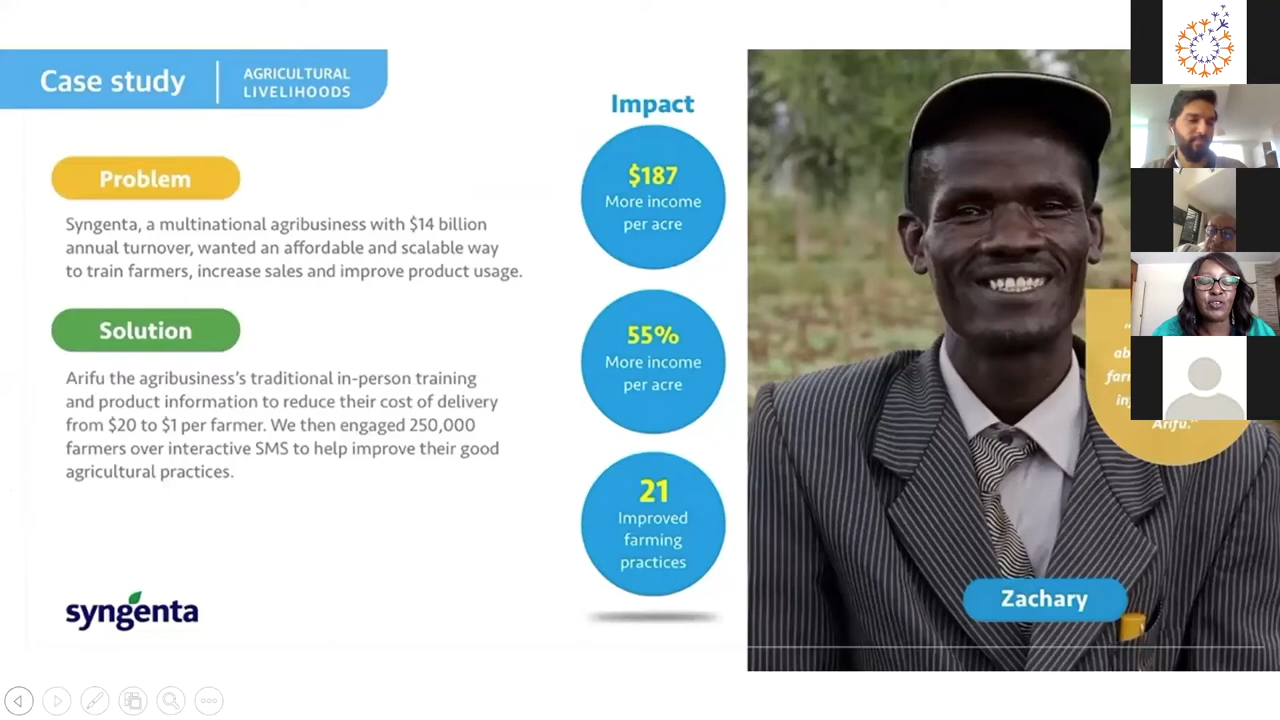 Case study
AGRICULTURAL
LIVELIHOODS
Problem
Syngenta, a multinational agribusiness with $14 billion
annual turnover, wanted an affordable and scalable way
to train farmers, increase sales and improve product usage.
Solution
Arifu the agribusiness's traditional in-person training
and product information to reduce their cost of delivery
from $20 to $1 per farmer. We then engaged 250,000
farmers over interactive SMS to help improve their good
agricultural practices.
syngenta
Impact
$187
More income
per acre
55%
More income
per acre
21
Improved
farming
practices
Arifu."
Zachary